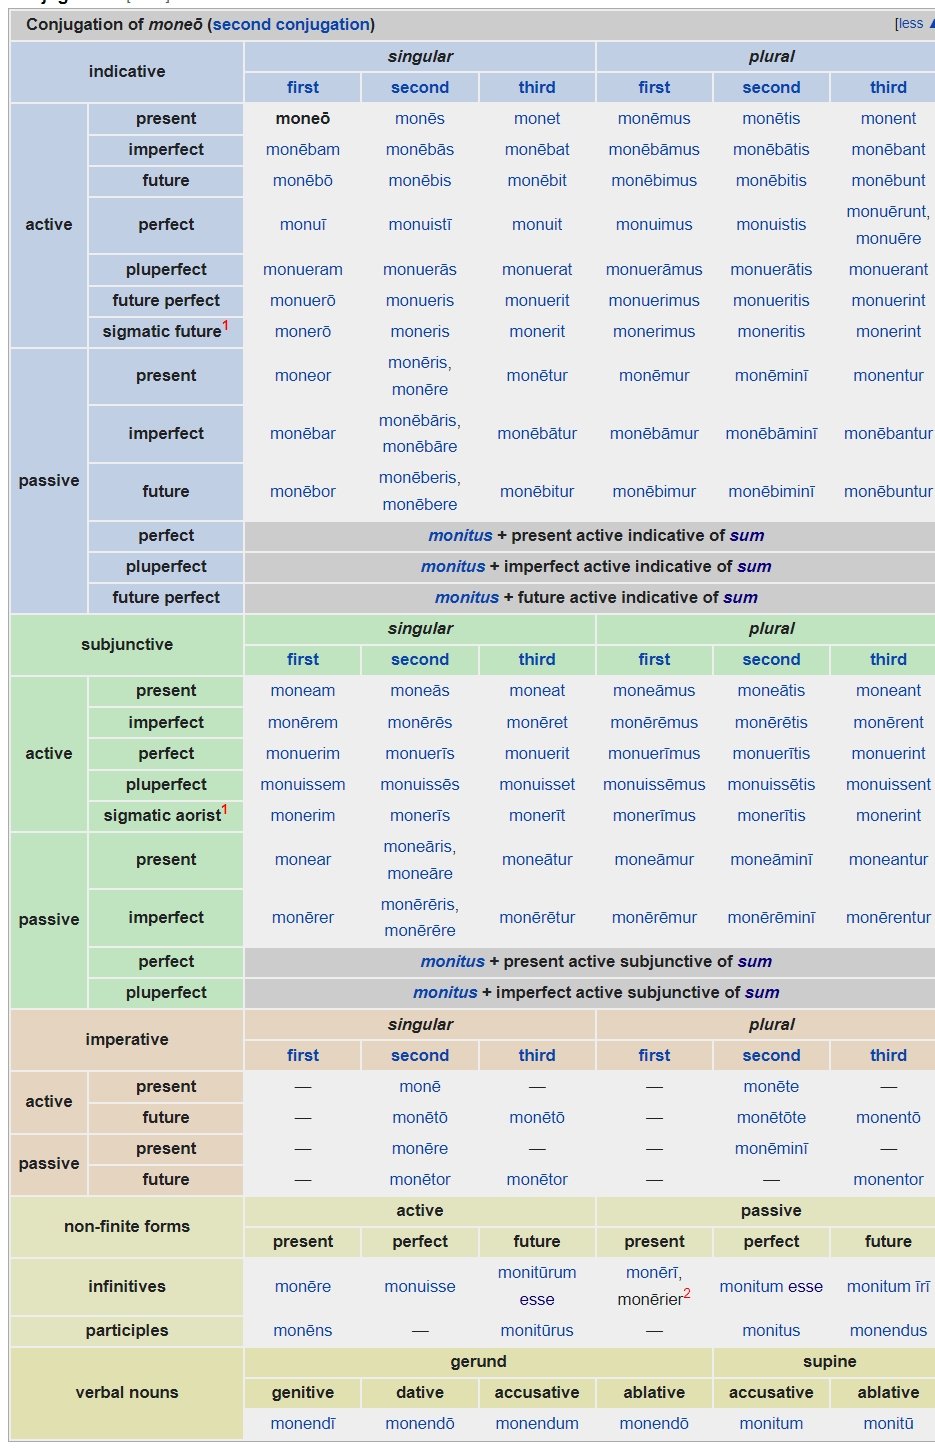 Conjugation of moneō (second conjugation) [less ▲
indicative singular plural
first second third first second third
active present moneō monēs monet monēmus monētis monent
imperfect monēbam monēbās monēbat monēbāmus monēbātis monēbant
future monēbō monēbis monēbit monēbimus monēbitis monēbunt
perfect monuī monuistī monuit monuimus monuistis monuērunt, monuēre
pluperfect monueram monuerās monuerat monuerāmus monuerātis monuerant
future perfect monuerō monueris monuerit monuerimus monueritis monuerint
sigmatic future1 monerō moneris monerit monerimus moneritis monerint
passive present moneor monēris, monēre monētur monēmur monēminī monentur
imperfect monēbar monēbāris, monēbāre monēbātur monēbāmur monēbāminī monēbantur
future monēbor monēberis, monēbere monēbitur monēbimur monēbiminī monēbuntur
perfect monitus + present active indicative of sum
pluperfect monitus + imperfect active indicative of sum
future perfect monitus + future active indicative of sum
subjunctive singular plural
first second third first second third
active present moneam moneās moneat moneāmus moneātis moneant
imperfect monērem monērēs monēret monērēmus monērētis monērent
perfect monuerim monuerīs monuerit monuerīmus monuerītis monuerint
pluperfect monuissem monuissēs monuisset monuissēmus monuissētis monuissent
sigmatic aorist1 monerim monerīs monerīt monerīmus monerītis monerint
passive present monear moneāris, moneāre moneātur moneāmur moneāminī moneantur
imperfect monērer monērēris, monērēre monērētur monērēmur monērēminī monērentur
perfect monitus + present active subjunctive of sum
pluperfect monitus + imperfect active subjunctive of sum
imperative singular plural
first second third first second third
active present — monē — — monēte —
future — monētō monētō — monētōte monentō
passive present — monēre — — monēminī —
future — monētor monētor — — monentor
non-finite forms active passive
present perfect future present perfect future
infinitives monēre monuisse monitūrum esse monērī, monērier2 monitum esse monitum īrī
participles monēns — monitūrus — monitus monendus
verbal nouns gerund supine
genitive dative accusative ablative accusative ablative
monendī monendō monendum monendō monitum monitū